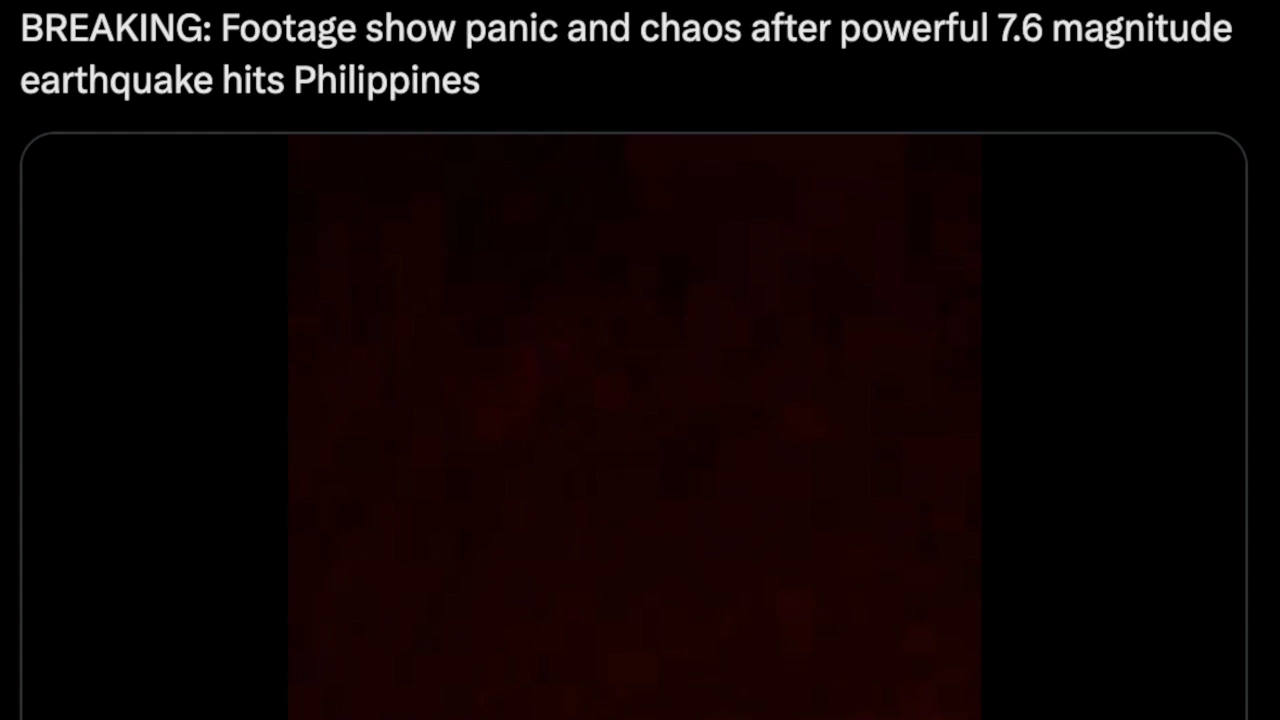 BREAKING: Footage show panic and chaos after powerful 7.6 magnitude
earthquake hits Philippines